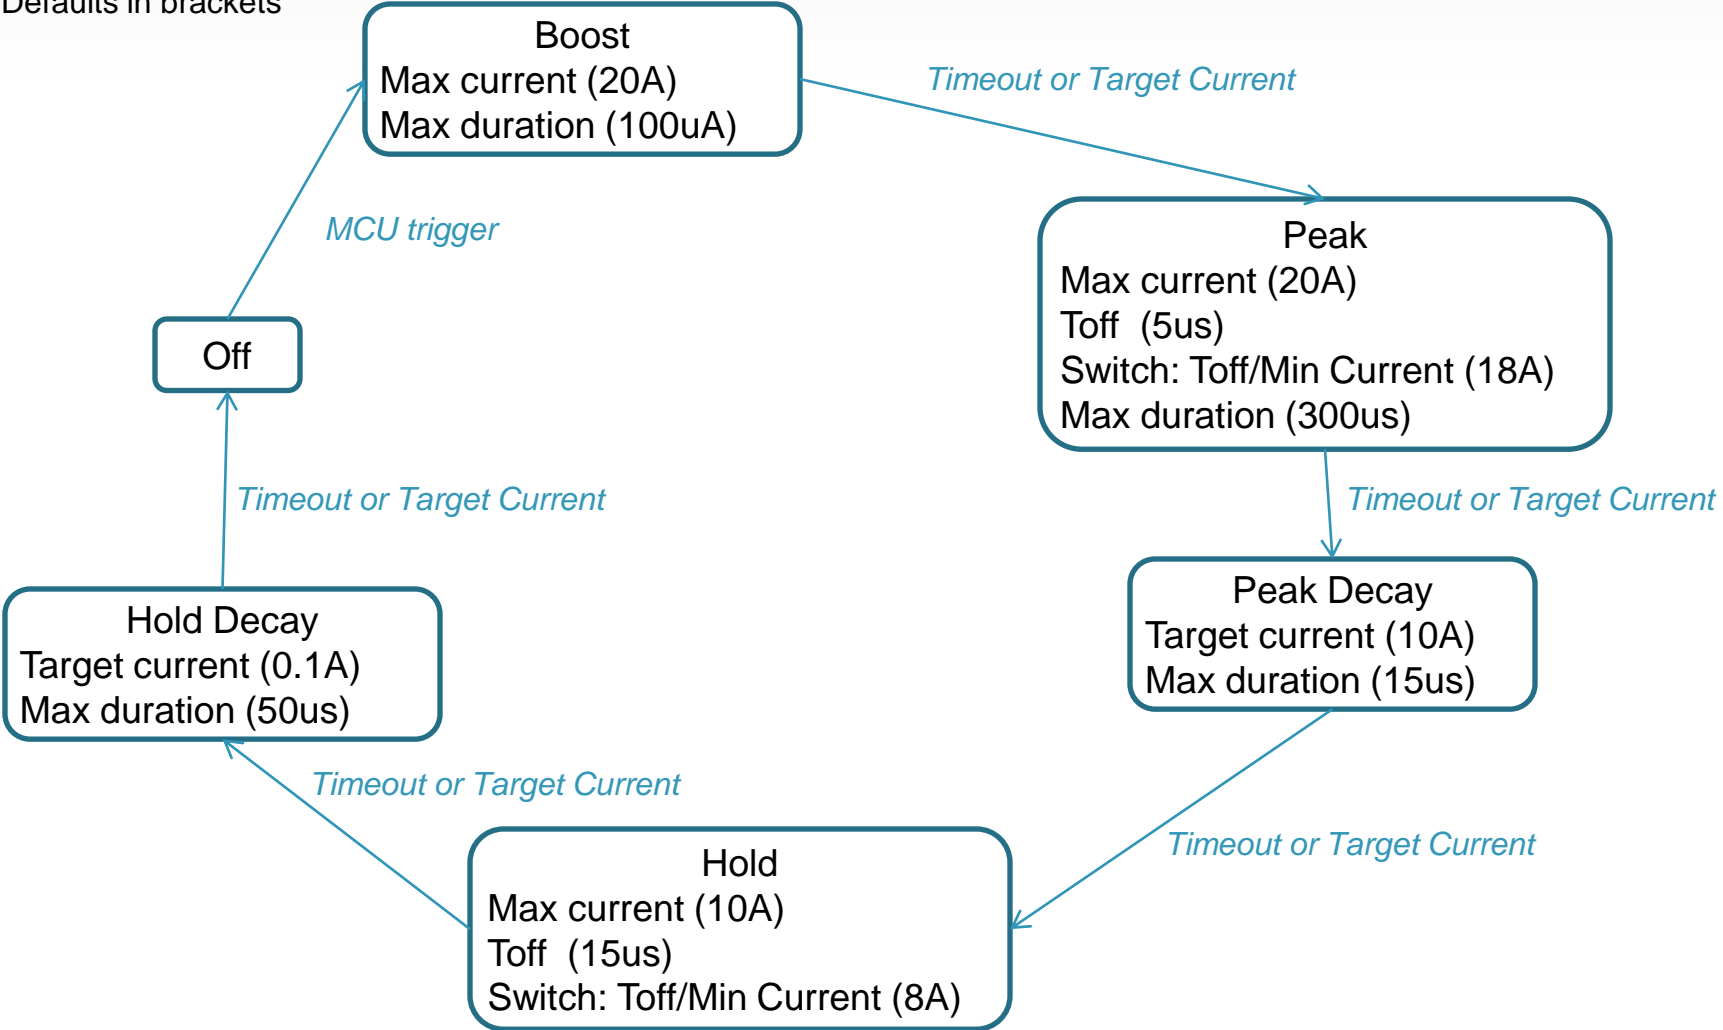 Defaults in brackets
Boost
Max current (20A)
Max duration (100uA)
Timeout or Target Current
MCU trigger
Peak
Max current (20A)
Toff (5us)
Switch: Toff/Min Current (18A)
Max duration (300us)
Off
Timeout or Target Current
Timeout or Target Current
Peak Decay
Target current (10A)
Max duration (15us)
Hold Decay
Target current (0.1A)
Max duration (50us)
Timeout or Target Current
Timeout or Target Current
Hold
Max current (10A)
Toff (15us)
Switch: Toff/Min Current (8A)